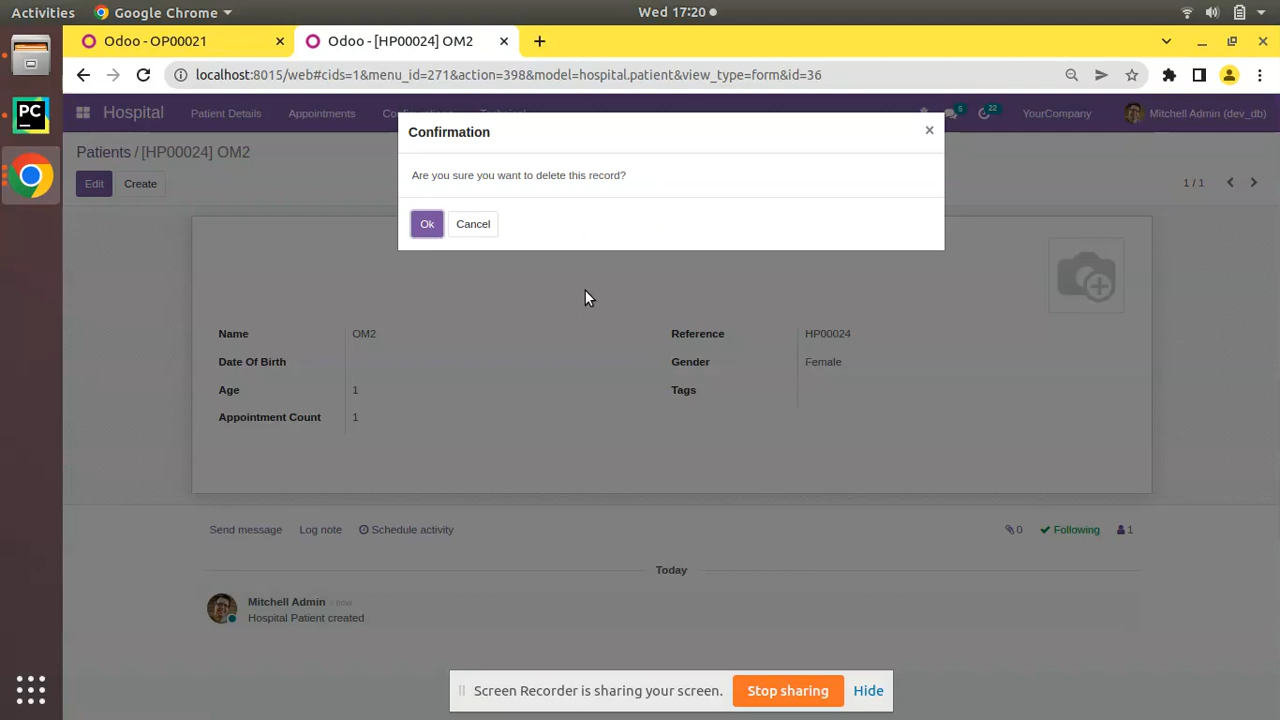 Activities
Google Chrome
Wed 17:20
Odoo - OP00021
Odoo - [HP00024] OM2
localhost:8015/web#cids=1&menu_id=271&action=398&model=hospital.patient&view_type=form&id=36
Hospital
Patient Details
Appointments
5
22
YourCompany
Mitchell Admin (dev_db)
Confirmation
Patients / [HP00024] OM2
Edit
Create
1 / 1
Are you sure you want to delete this record?
Ok
Cancel
Name
OM2
Reference
HP00024
Date Of Birth
Gender
Female
Age
1
Tags
Appointment Count
1
Send message
Log note
Schedule activity
0
Following
1
Today
Mitchell Admin - now
Hospital Patient created
Screen Recorder is sharing your screen.
Stop sharing
Hide
PC